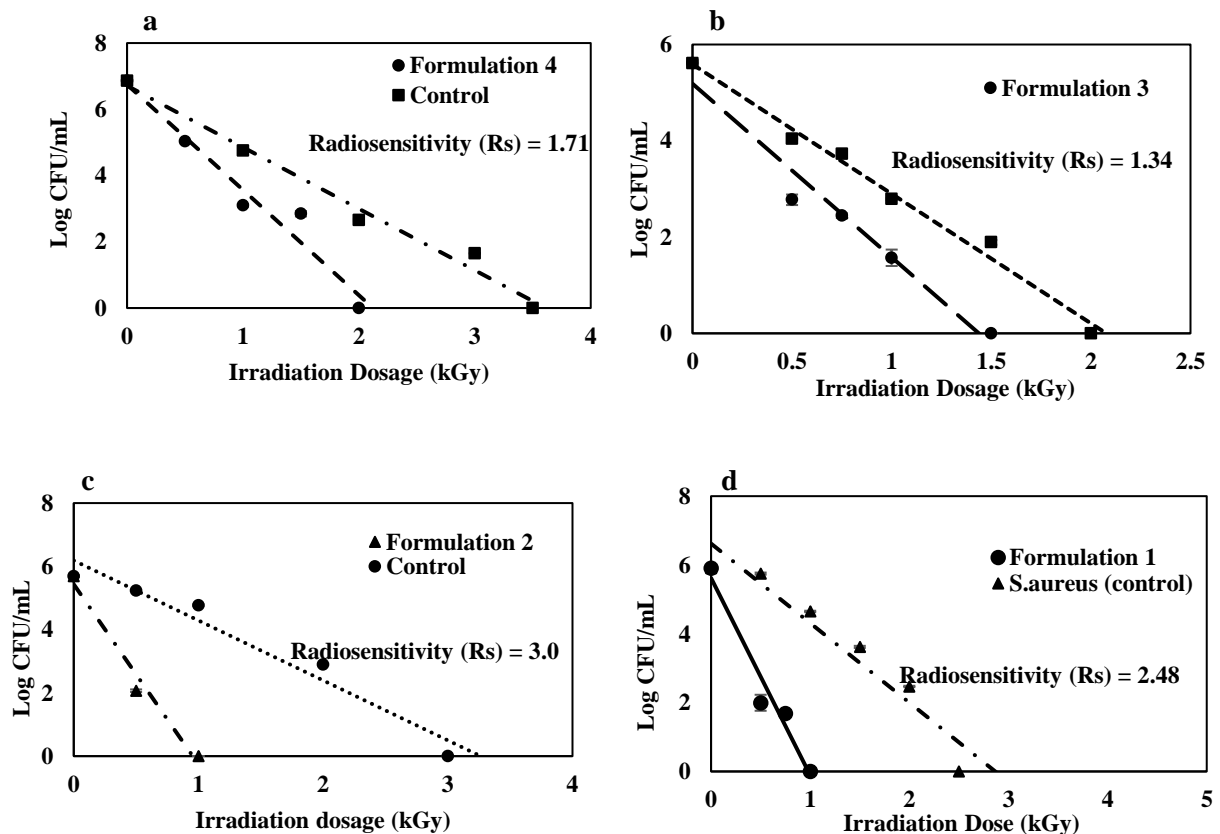 a
8
6
4
2
0
Log CFU/mL
Formulation 4
Control
Radiosensitivity (Rs) = 1.71
0 1 2 3 4
Irradiation Dosage (kGy)
b
6
4
2
0
Log CFU/mL
Formulation 3
Radiosensitivity (Rs) = 1.34
0 0.5 1 1.5 2 2.5
Irradiation Dosage (kGy)
c
8
6
4
2
0
Log CFU/mL
Formulation 2
Control
Radiosensitivity (Rs) = 3.0
0 1 2 3 4
Irradiation dosage (kGy)
d
8
6
4
2
0
Log CFU/mL
Formulation 1
S.aureus (control)
Radiosensitivity (Rs) = 2.48
0 1 2 3 4 5
Irradiation Dose (kGy)